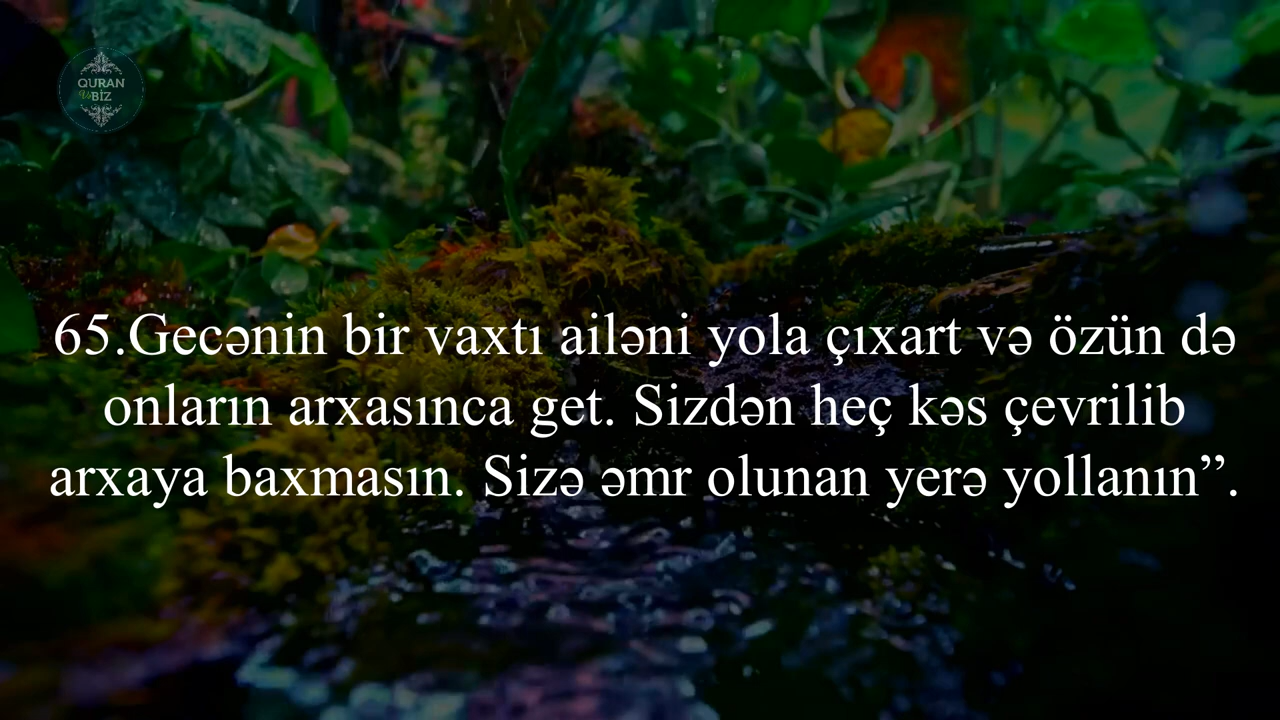 QURAN
Və
BİZ
65.Gecənin bir vaxtı ailəni yola çıxart və özün də
onların arxasınca get. Sizdən heç kəs çevrilib
arxaya baxmasın. Sizə əmr olunan yerə yollanın”.